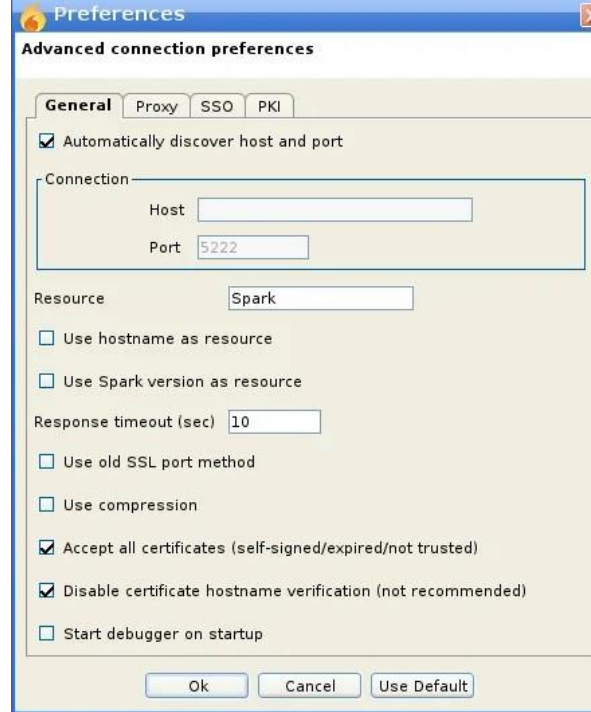 Preferences
Advanced connection preferences
General Proxy SSO PKI
Automatically discover host and port
Connection
Host
Port 5222
Resource Spark
Use hostname as resource
Use Spark version as resource
Response timeout (sec) 10
Use old SSL port method
Use compression
Accept all certificates (self-signed/expired/not trusted)
Disable certificate hostname verification (not recommended)
Start debugger on startup
Ok Cancel Use Default